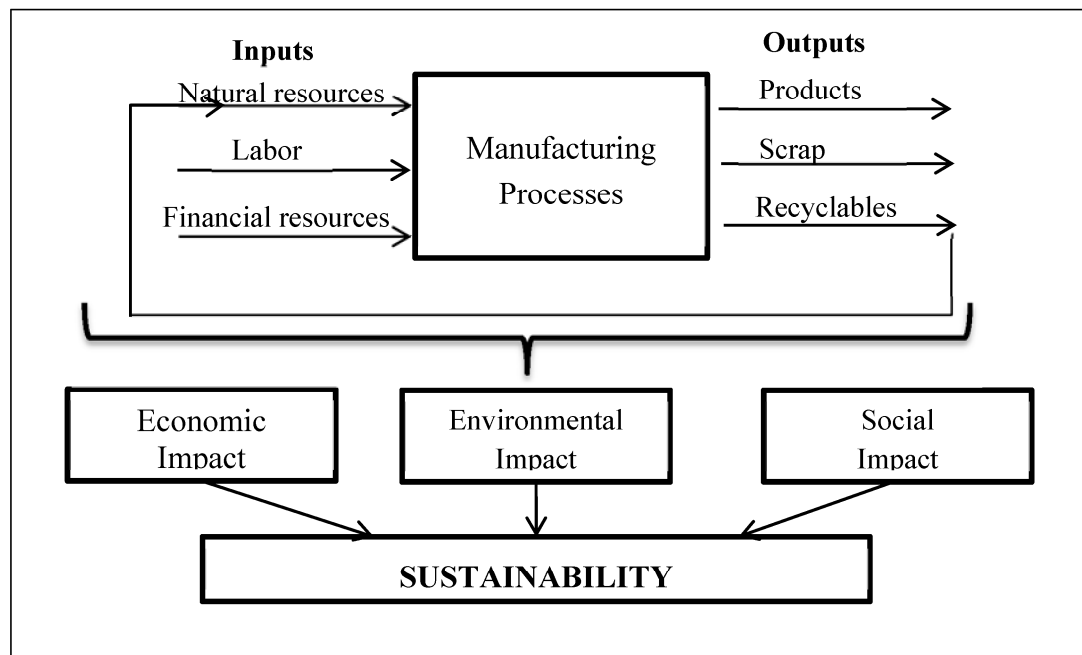 Inputs
Outputs
Natural resources
Labor
Financial resources
Manufacturing
Processes
Products
Scrap
Recyclables
Economic
Impact
Environmental
Impact
Social
Impact
SUSTAINABILITY